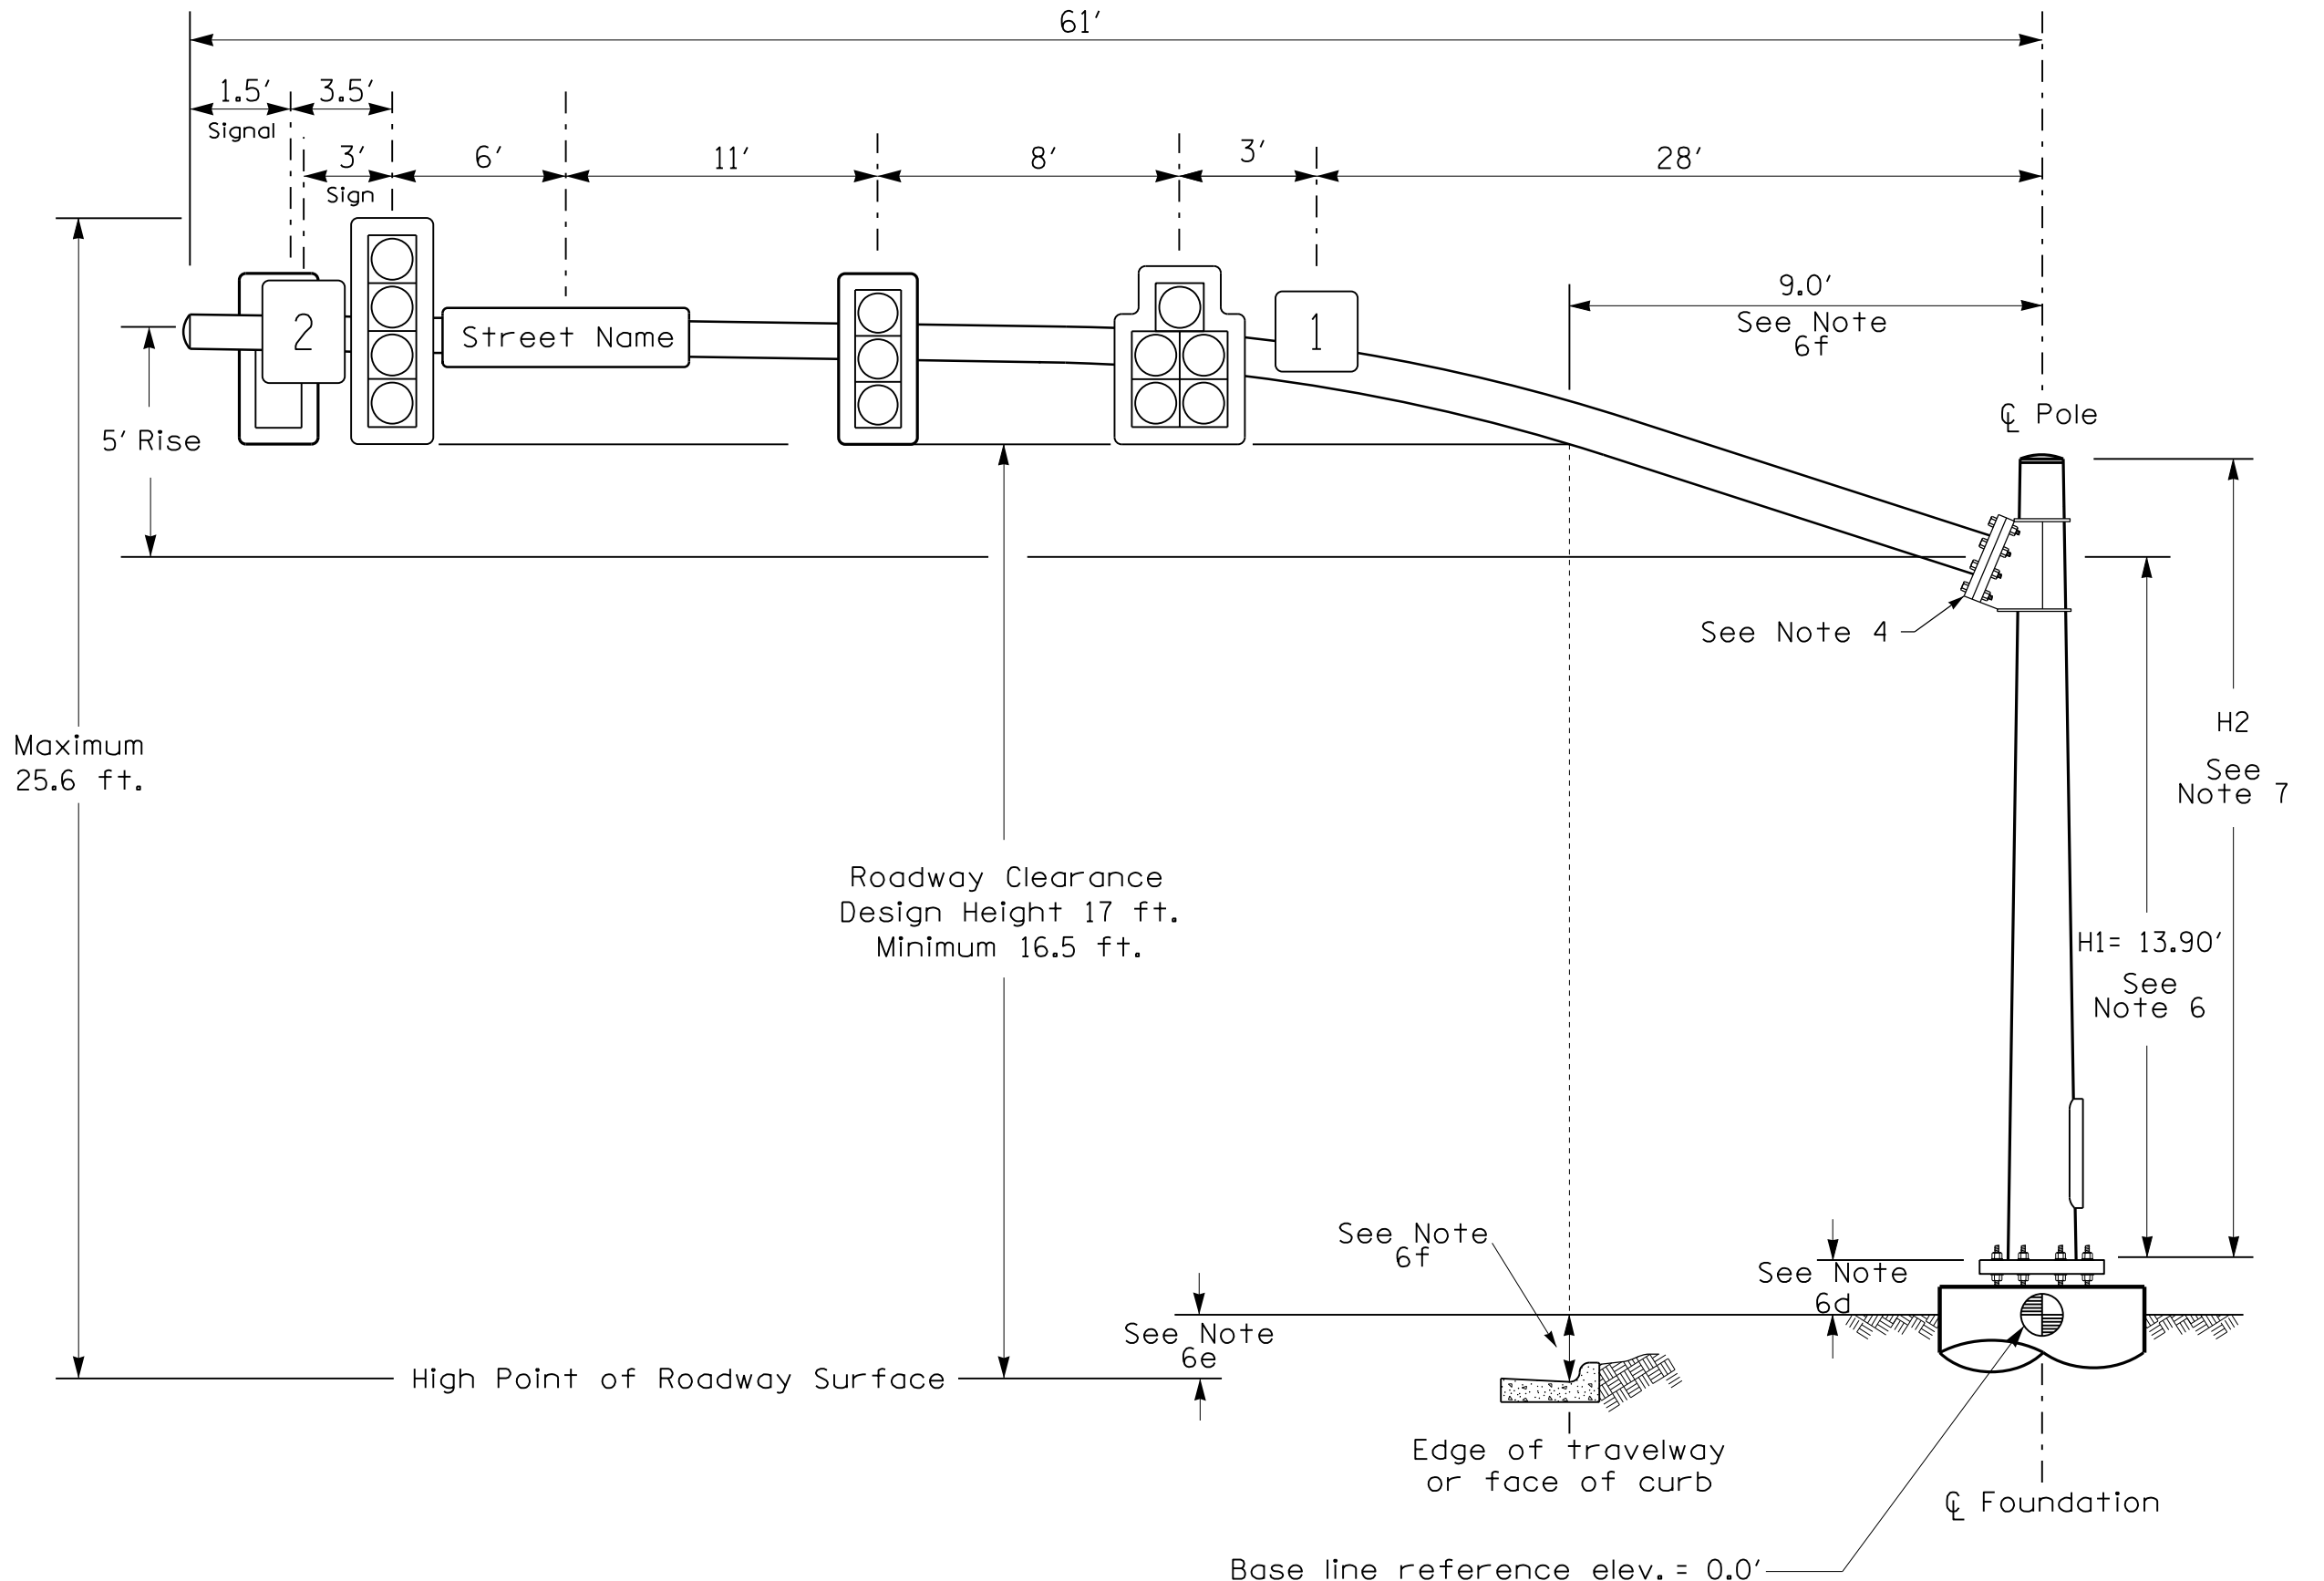 61'
1.5' 3.5'
Signal
3' 6' 11' 8' 3' 28'
Sign
9.0'
See Note
6f
2
Street Name
1
℄ Pole
5' Rise
See Note 4
Maximum
25.6 ft.
H2
See
Note 7
Roadway Clearance
Design Height 17 ft.
Minimum 16.5 ft.
H1= 13.90'
See
Note 6
See Note
6f
See Note
6d
See Note
6e
High Point of Roadway Surface
Edge of travelway
or face of curb
℄ Foundation
Base line reference elev. = 0.0'